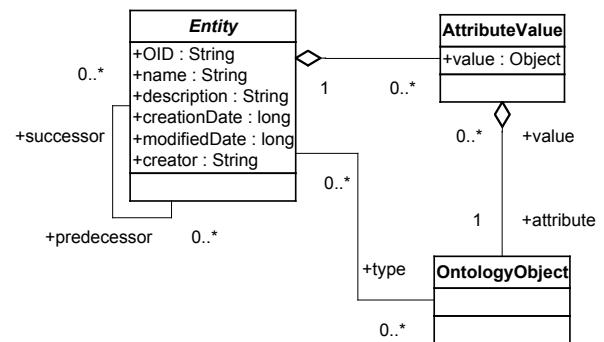 Entity
+OID : String
+name : String
+description : String
+creationDate : long
+modifiedDate : long
+creator : String
0..*
+successor
+predecessor
0..*
1
0..*
AttributeValue
+value : Object
0..*
+value
1
+attribute
0..*
+type
0..*
OntologyObject